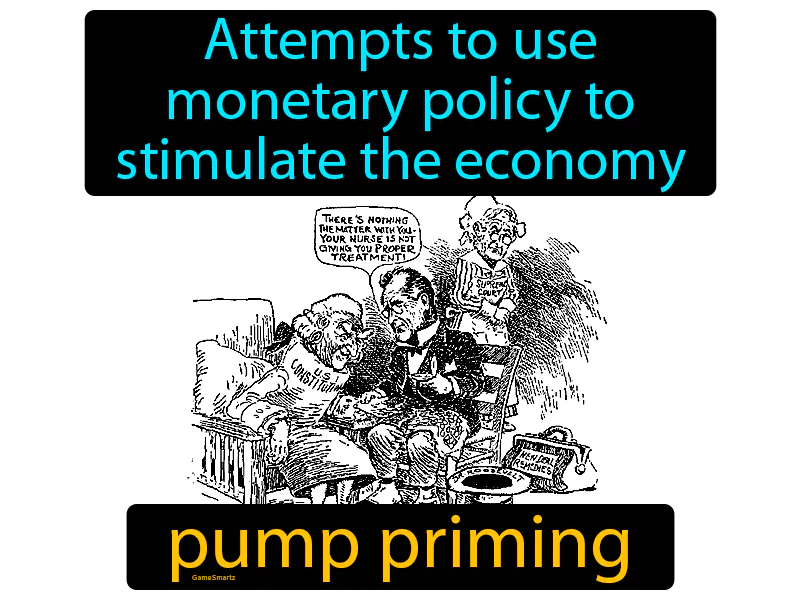 Attempts to use
monetary policy to
stimulate the economy
THERE'S NOTHING
THE MATTER WITH YOU-
YOUR NURSE IS NOT
GIVING YOU PROPER
TREATMENT!
SUPREME
COURT
U.S.
CONSTITUTION
NEW DEAL
REMEDIES
pump priming
GameSmartz